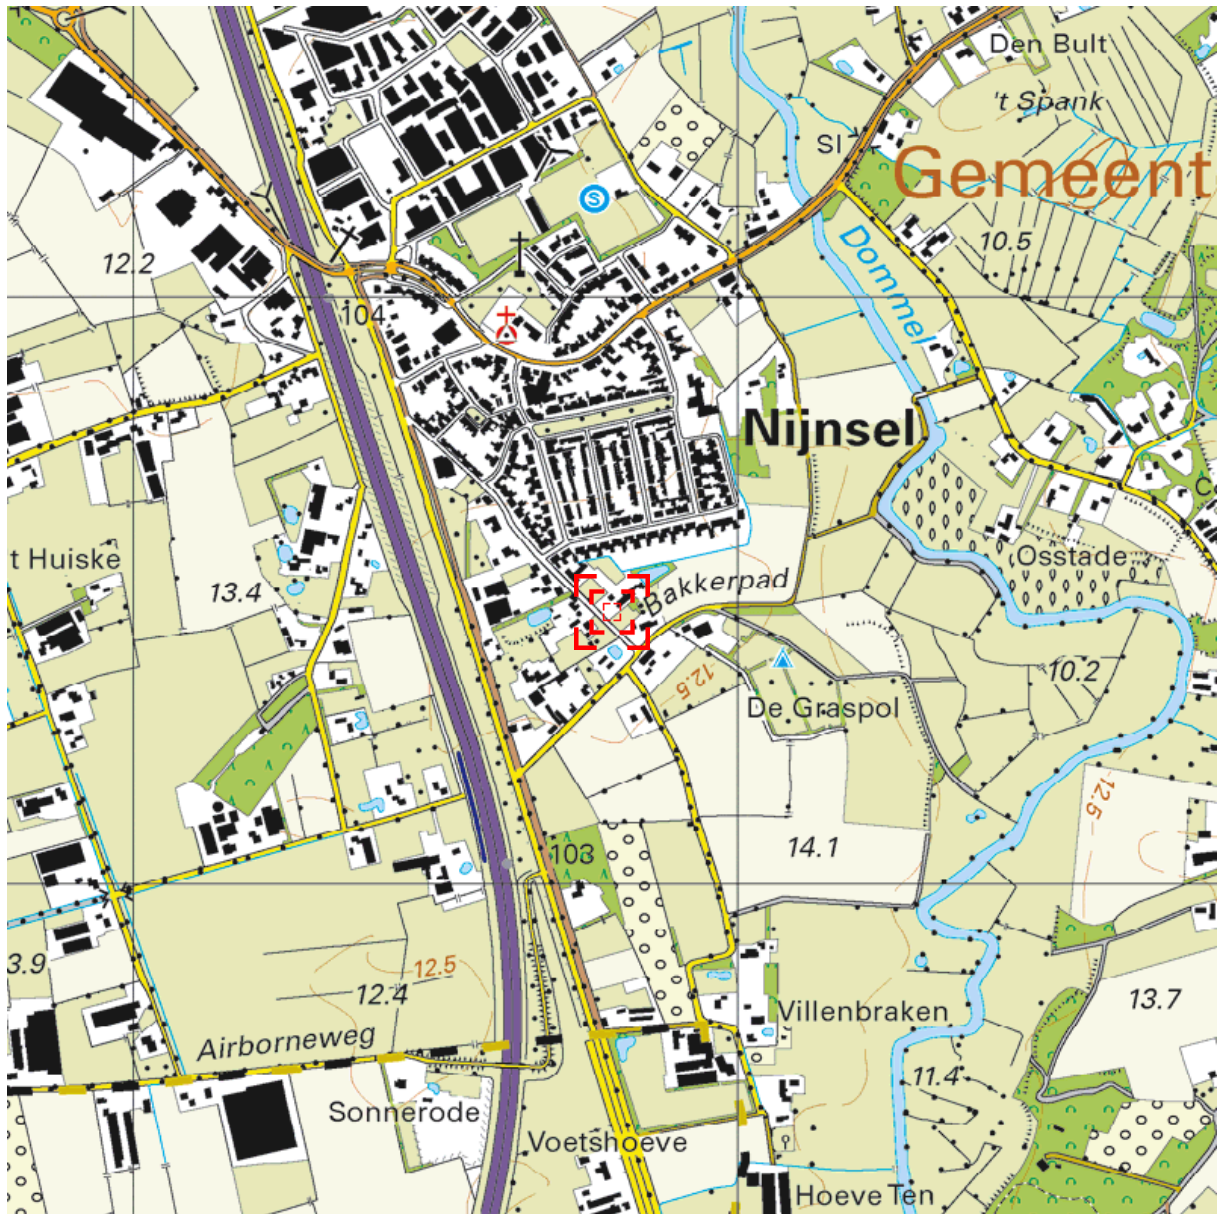 Den Bult
't Spank
Sl
Gemeent
S
12.2
10.5
Dommel
104
Nijnsel
C
t Huiske
Osstade
13.4
Bakkerpad
12.5
10.2
De Graspol
12.5
103
14.1
3.9
12.5
12.4
13.7
Villenbraken
Airborneweg
11.4
Sonnerode
Voetshoeve
Hoeve Ten